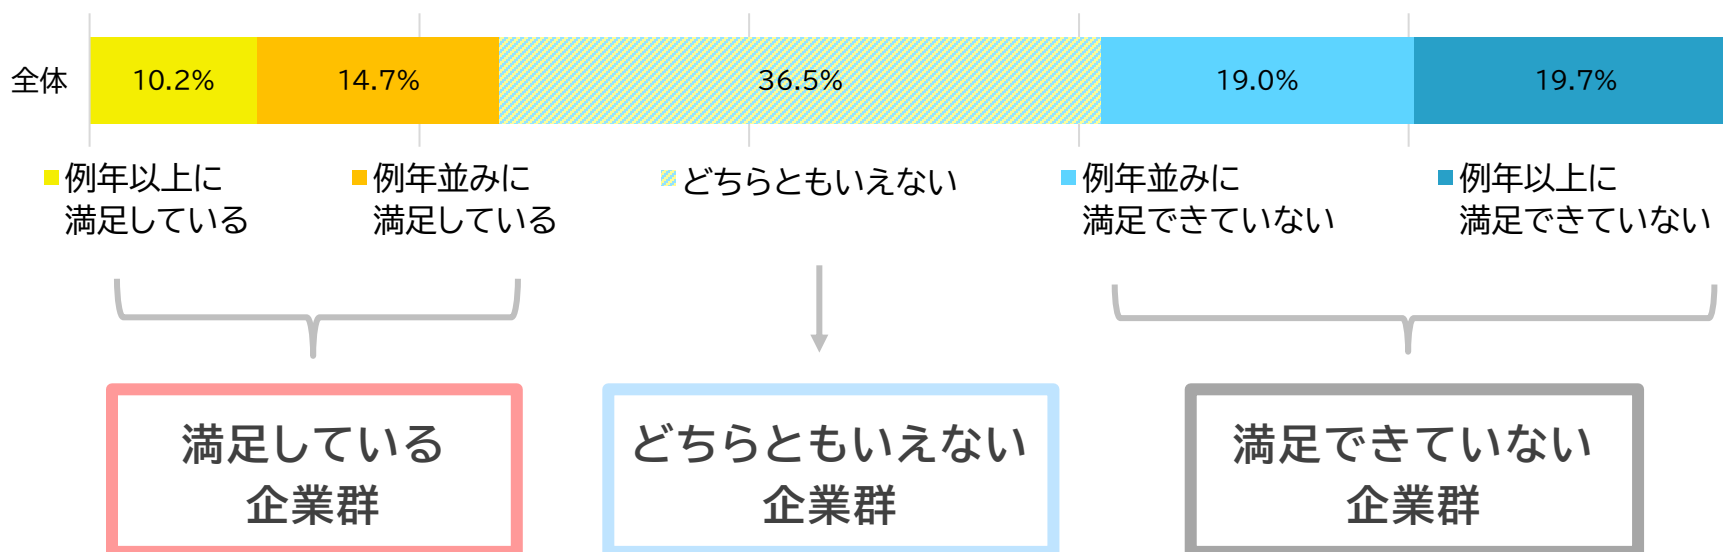 全体 10.2% 14.7% 36.5% 19.0% 19.7%
例年以上に
満足している
例年並みに
満足している
どちらともいえない
例年並みに
満足できていない
例年以上に
満足できていない
満足している
企業群
どちらともいえない
企業群
満足できていない
企業群